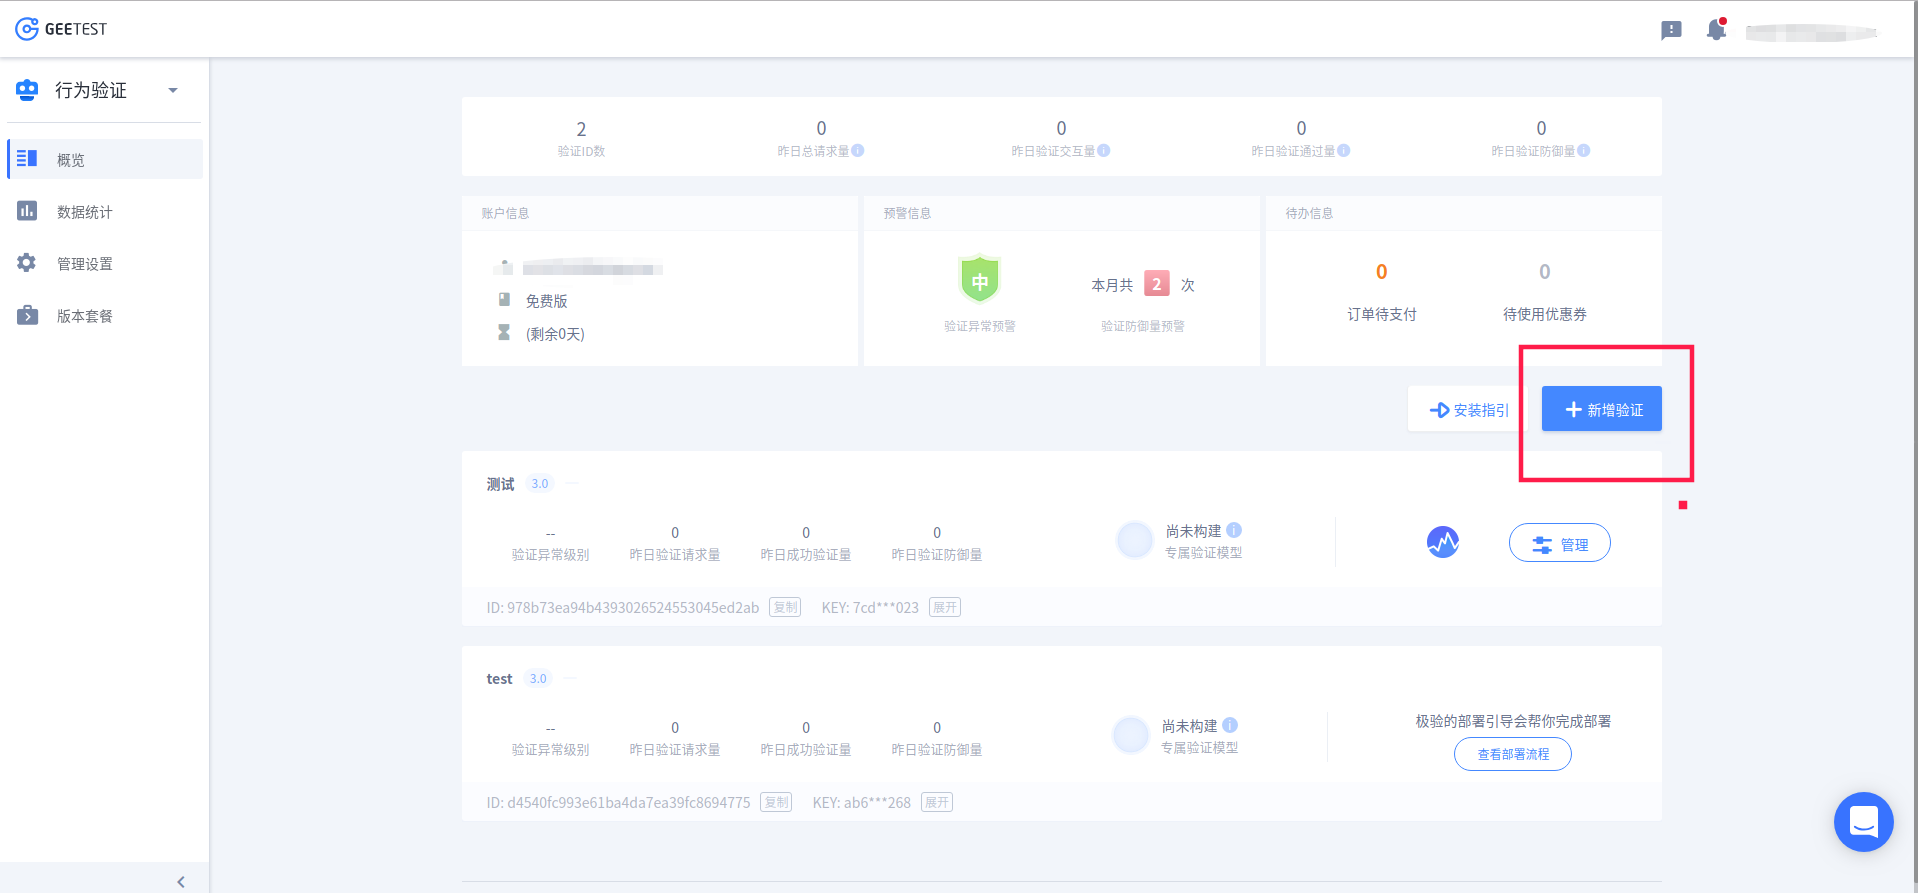 GEETEST
行为验证
概览
数据统计
管理设置
版本套餐
2 0 0 0 0
验证ID数 昨日总请求量 昨日验证交互量 昨日验证通过量 昨日验证防御量
账户信息
免费版
(剩余0天)
预警信息
中
验证异常预警
本月共 2 次
验证防御量预警
待办信息
0 0
订单待支付 待使用优惠券
安装指引 新增验证
测试 3.0
-- 0 0 0
验证异常级别 昨日验证请求量 昨日成功验证量 昨日验证防御量
尚未构建
专属验证模型
管理
ID: 978b73ea94b4393026524553045ed2ab 复制 KEY: 7cd***023 展开
test 3.0
-- 0 0 0
验证异常级别 昨日验证请求量 昨日成功验证量 昨日验证防御量
尚未构建
专属验证模型
极验的部署引导会帮你完成部署
查看部署流程
ID: d4540fc993e61ba4da7ea39fc8694775 复制 KEY: ab6***268 展开